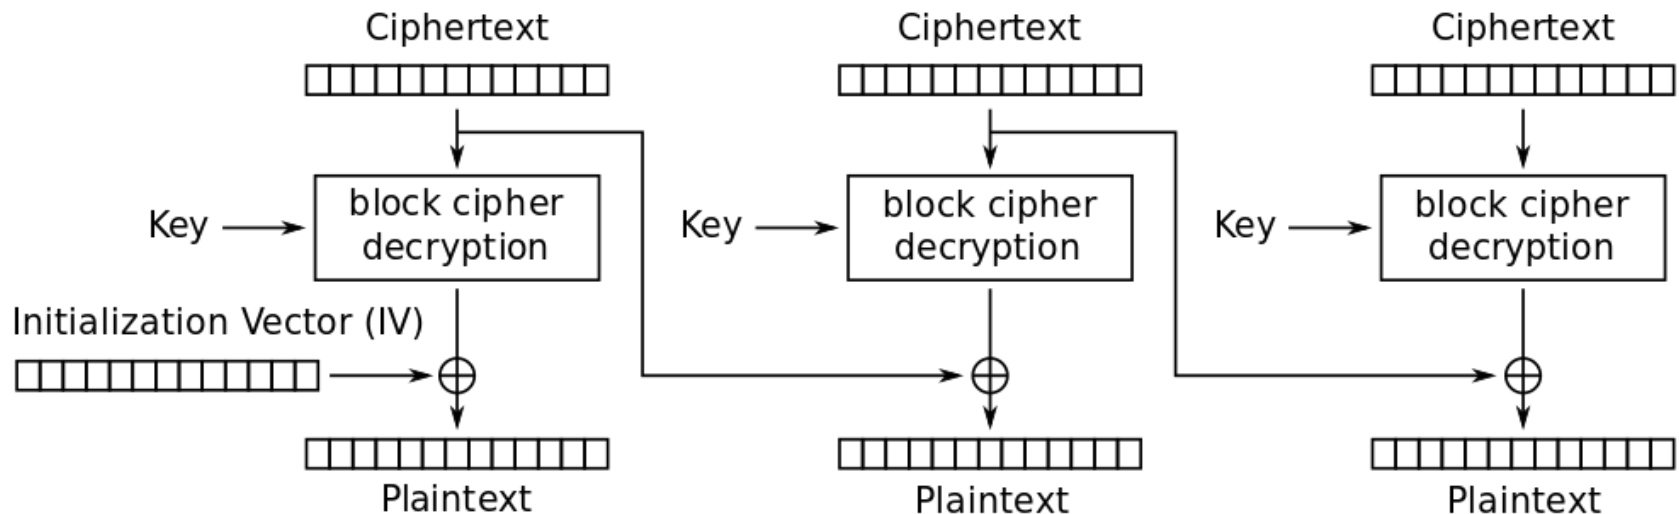 Ciphertext
Ciphertext
Ciphertext
Key
block cipher
decryption
Key
block cipher
decryption
Key
block cipher
decryption
Initialization Vector (IV)
Plaintext
Plaintext
Plaintext